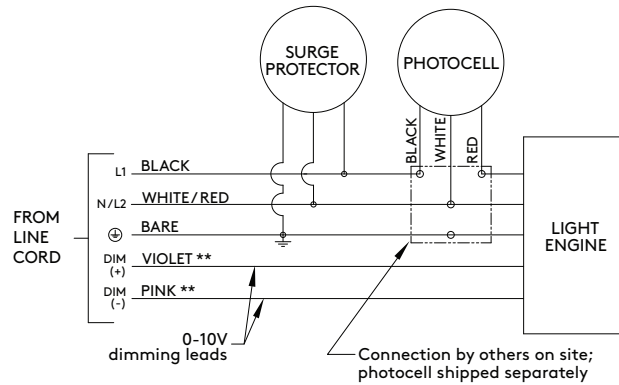 SURGE
PROTECTOR
PHOTOCELL
BLACK
WHITE
RED
FROM
LINE
CORD
L1 BLACK
N/L2 WHITE/RED
BARE
DIM
(+)
VIOLET **
DIM
(-)
PINK **
LIGHT
ENGINE
0-10V
dimming leads
Connection by others on site;
photocell shipped separately